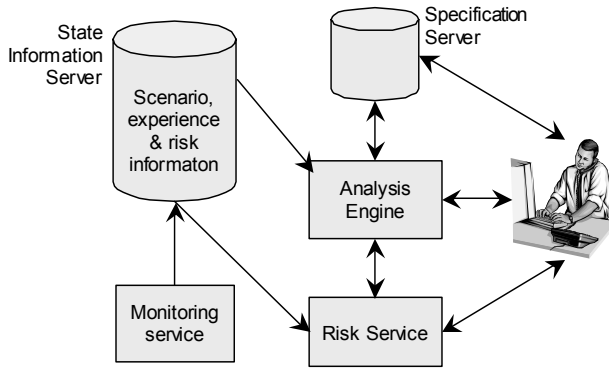 State
Information
Server
Specification
Server
Scenario,
experience
& risk
informaton
Analysis
Engine
Monitoring
service
Risk Service